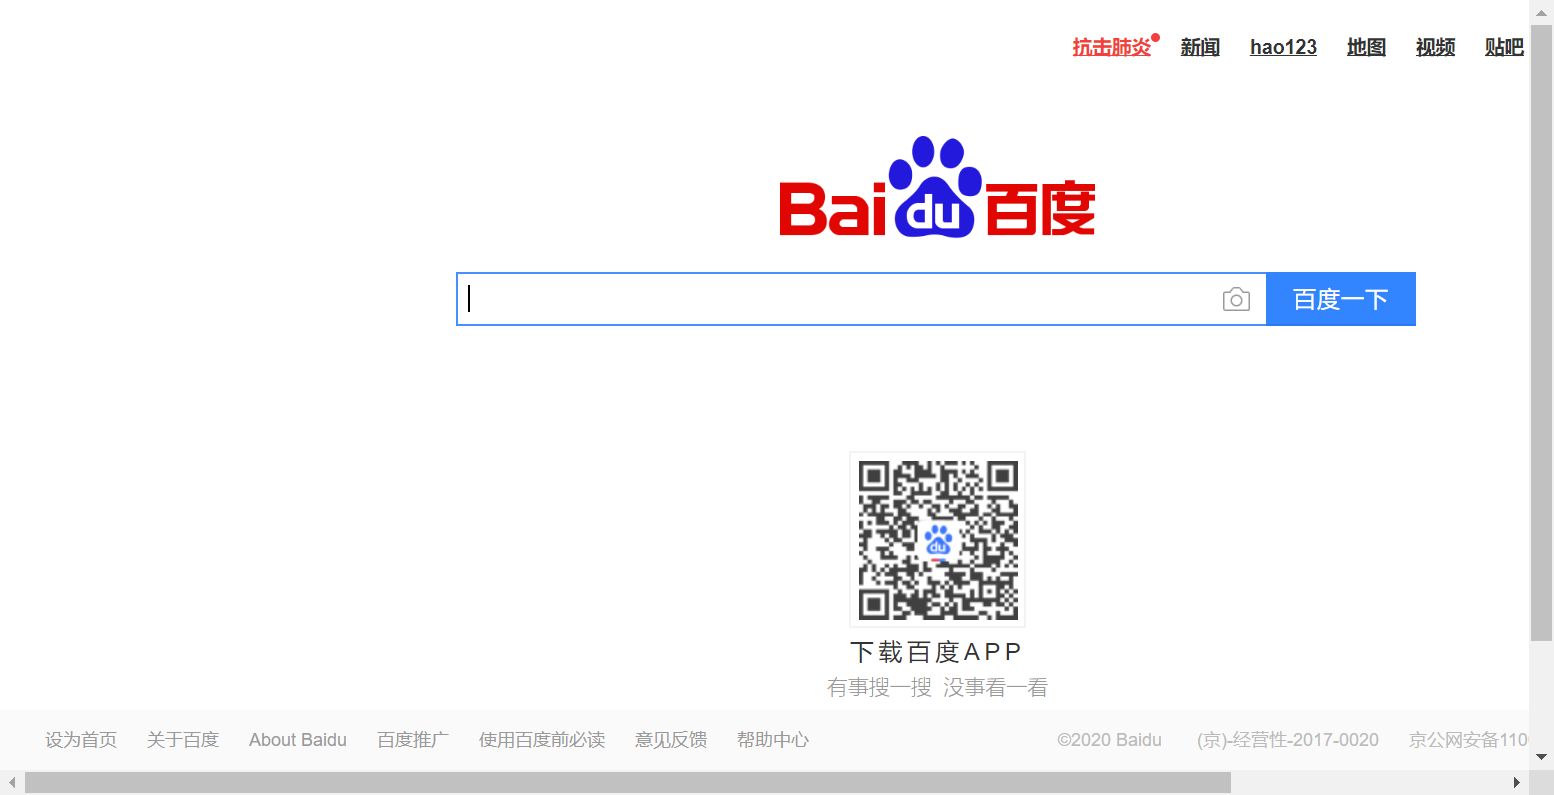 抗击肺炎 新闻 hao123 地图 视频 贴吧
Bai du 百度
百度一下
du
下载百度APP
有事搜一搜 没事看一看
设为首页 关于百度 About Baidu 百度推广 使用百度前必读 意见反馈 帮助中心 ©2020 Baidu (京)-经营性-2017-0020 京公网安备110